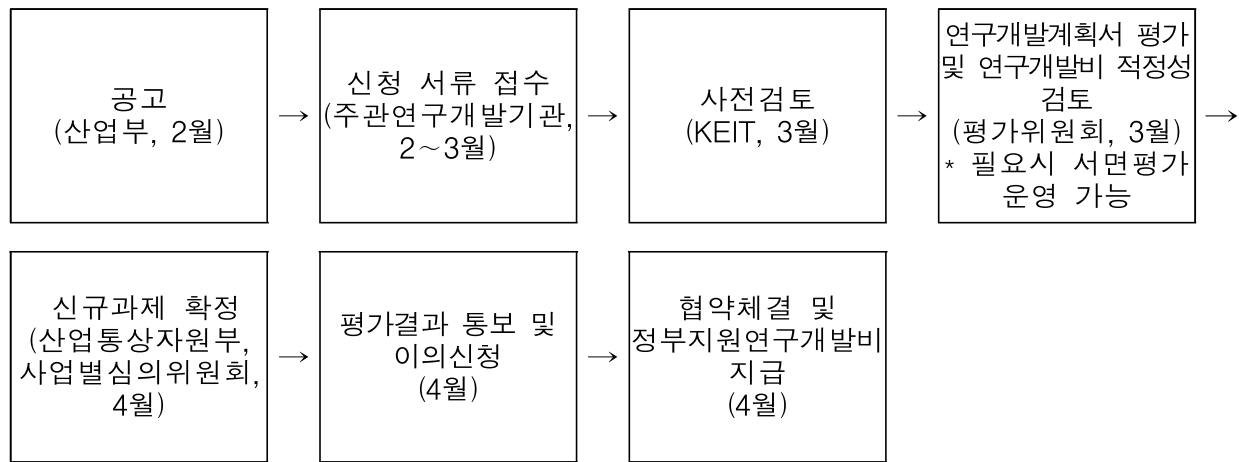 공고
(산업부, 2월)
→
신청 서류 접수
(주관연구개발기관,
2~3월)
→
사전검토
(KEIT, 3월)
→
연구개발계획서 평가
및 연구개발비 적정성
검토
(평가위원회, 3월)
* 필요시 서면평가
운영 가능
→
신규과제 확정
(산업통상자원부,
사업별심의위원회,
4월)
→
평가결과 통보 및
이의신청
(4월)
→
협약체결 및
정부지원연구개발비
지급
(4월)